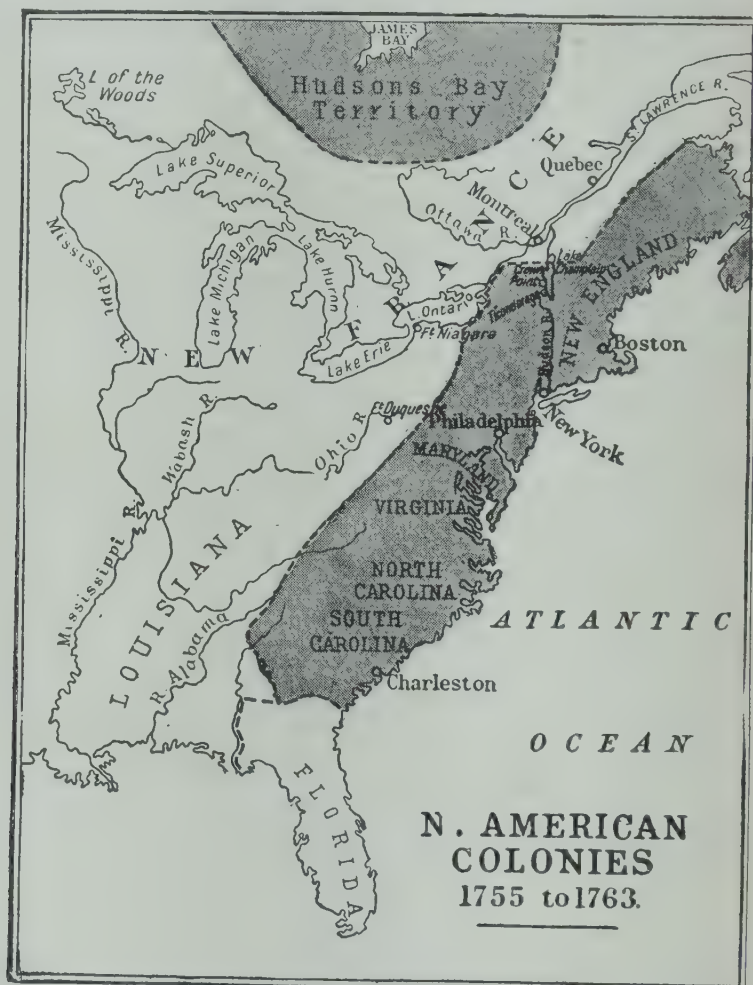 JAMES
BAY
Hudsons Bay
Territory
L of the
Woods
Lake Superior
ST LAWRENCE R.
Quebec
Montreal
Ottawa
R.
NEW FRANCE
Mississippi
R.
Lake Michigan
Lake Huron
L. Ontario
Lake Erie
Ft Niagara
Lake
Champlain
Crown
Point
Ticonderoga
Hudson R.
NEW ENGLAND
Boston
New York
Philadelphia
Ft Duquesne
Ohio R.
Wabash R.
MARYLAND
VIRGINIA
NORTH
CAROLINA
SOUTH
CAROLINA
Charleston
Mississippi R.
LOUISIANA
R. Alabama
FLORIDA
ATLANTIC
OCEAN
N. AMERICAN
COLONIES
1755 to 1763.